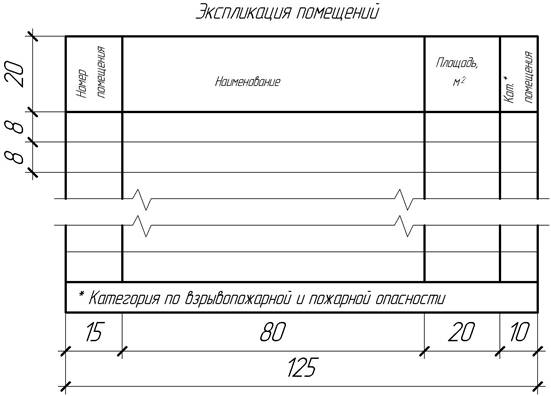 Экспликация помещений
20
Номер
помещения
Наименование
Площадь,
м²
Кат.*
помещения
8
8
* Категория по взрывопожарной и пожарной опасности
15
80
20
10
125